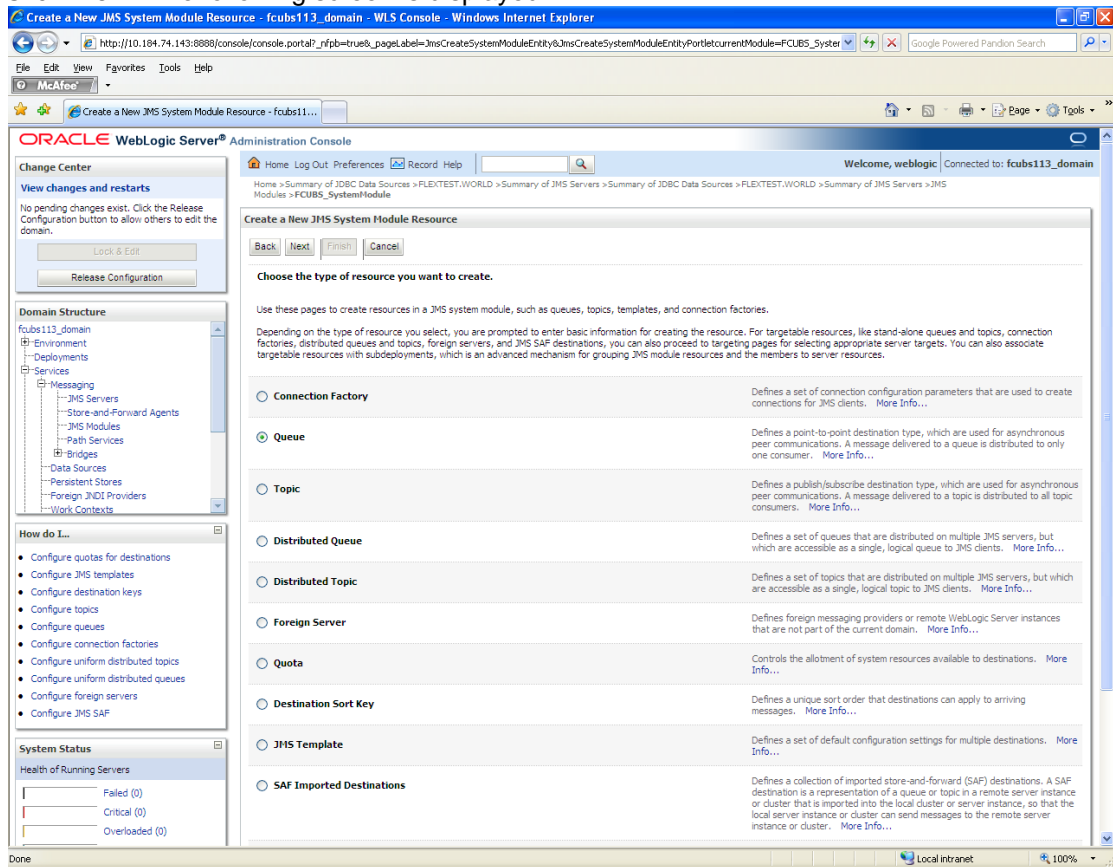 Create a New JMS System Module Resource - fcubs113_domain - WLS Console - Windows Internet Explorer
http://10.184.74.143:8888/console/console.portal?_nfpb=true&_pageLabel=JmsCreateSystemModuleEntity&JmsCreateSystemModuleEntityPortletcurrentModule=FCUBS_System
Google Powered Pandion Search
File Edit View Favorites Tools Help
McAfee
Create a New JMS System Module Resource - fcubs11...
Page Tools
ORACLE WebLogic Server® Administration Console
Change Center
View changes and restarts
No pending changes exist. Click the Release
Configuration button to allow others to edit the
domain.
Lock & Edit
Release Configuration
Domain Structure
fcubs113_domain
Environment
Deployments
Services
Messaging
JMS Servers
Store-and-Forward Agents
JMS Modules
Path Services
Bridges
Data Sources
Persistent Stores
Foreign JNDI Providers
Work Contexts
How do I...
Configure quotas for destinations
Configure JMS templates
Configure destination keys
Configure topics
Configure queues
Configure connection factories
Configure uniform distributed topics
Configure uniform distributed queues
Configure foreign servers
Configure JMS SAF
System Status
Health of Running Servers
Failed (0)
Critical (0)
Overloaded (0)
Home Log Out Preferences Record Help
Welcome, weblogic Connected to: fcubs113_domain
Home >Summary of JDBC Data Sources >FLEXTEST.WORLD >Summary of JMS Servers >Summary of JDBC Data Sources >FLEXTEST.WORLD >Summary of JMS Servers >JMS
Modules >FCUBS_SystemModule
Create a New JMS System Module Resource
Back Next Finish Cancel
Choose the type of resource you want to create.
Use these pages to create resources in a JMS system module, such as queues, topics, templates, and connection factories.
Depending on the type of resource you select, you are prompted to enter basic information for creating the resource. For targetable resources, like stand-alone queues and topics, connection
factories, distributed queues and topics, foreign servers, and JMS SAF destinations, you can also proceed to targeting pages for selecting appropriate server targets. You can also associate
targetable resources with subdeployments, which is an advanced mechanism for grouping JMS module resources and the members to server resources.
Connection Factory
Defines a set of connection configuration parameters that are used to create
connections for JMS clients. More Info...
Queue
Defines a point-to-point destination type, which are used for asynchronous
peer communications. A message delivered to a queue is distributed to only
one consumer. More Info...
Topic
Defines a publish/subscribe destination type, which are used for asynchronous
peer communications. A message delivered to a topic is distributed to all topic
consumers. More Info...
Distributed Queue
Defines a set of queues that are distributed on multiple JMS servers, but
which are accessible as a single, logical queue to JMS clients. More Info...
Distributed Topic
Defines a set of topics that are distributed on multiple JMS servers, but which
are accessible as a single, logical topic to JMS clients. More Info...
Foreign Server
Defines foreign messaging providers or remote WebLogic Server instances
that are not part of the current domain. More Info...
Quota
Controls the allotment of system resources available to destinations. More
Info...
Destination Sort Key
Defines a unique sort order that destinations can apply to arriving
messages. More Info...
JMS Template
Defines a set of default configuration settings for multiple destinations. More
Info...
SAF Imported Destinations
Defines a collection of imported store-and-forward (SAF) destinations. A SAF
destination is a representation of a queue or topic in a remote server instance
or cluster that is imported into the local cluster or server instance, so that the
local server instance or cluster can send messages to the remote server
instance or cluster. More Info...
Done
Local intranet
100%